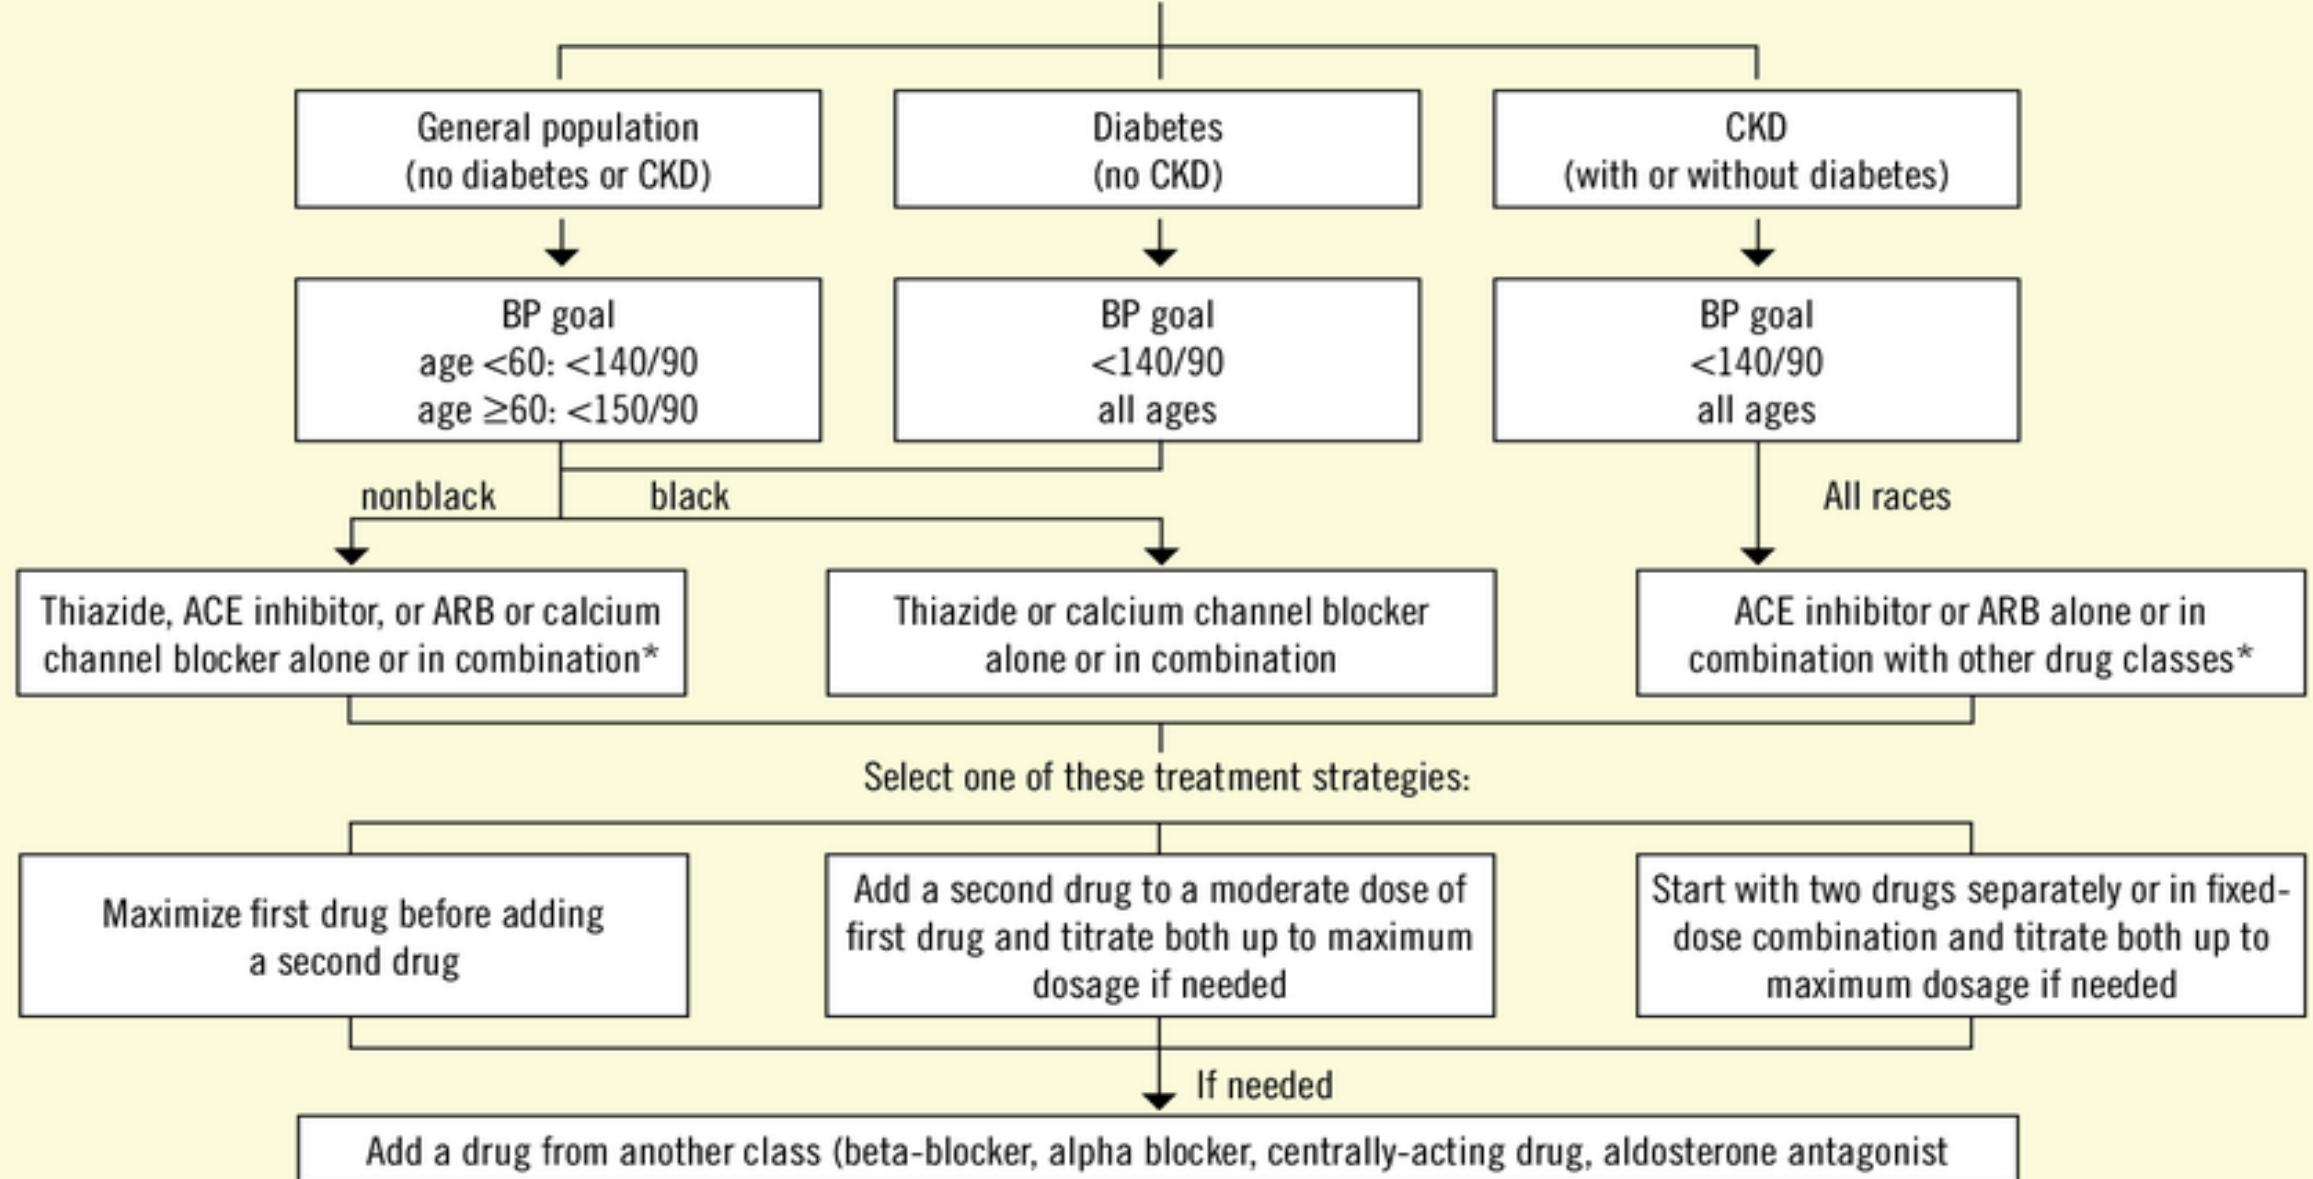 General population
(no diabetes or CKD)
Diabetes
(no CKD)
CKD
(with or without diabetes)
BP goal
age <60: <140/90
age ≥60: <150/90
BP goal
<140/90
all ages
BP goal
<140/90
all ages
nonblack
black
All races
Thiazide, ACE inhibitor, or ARB or calcium
channel blocker alone or in combination*
Thiazide or calcium channel blocker
alone or in combination
ACE inhibitor or ARB alone or in
combination with other drug classes*
Select one of these treatment strategies:
Maximize first drug before adding
a second drug
Add a second drug to a moderate dose of
first drug and titrate both up to maximum
dosage if needed
Start with two drugs separately or in fixed-
dose combination and titrate both up to
maximum dosage if needed
If needed
Add a drug from another class (beta-blocker, alpha blocker, centrally-acting drug, aldosterone antagonist